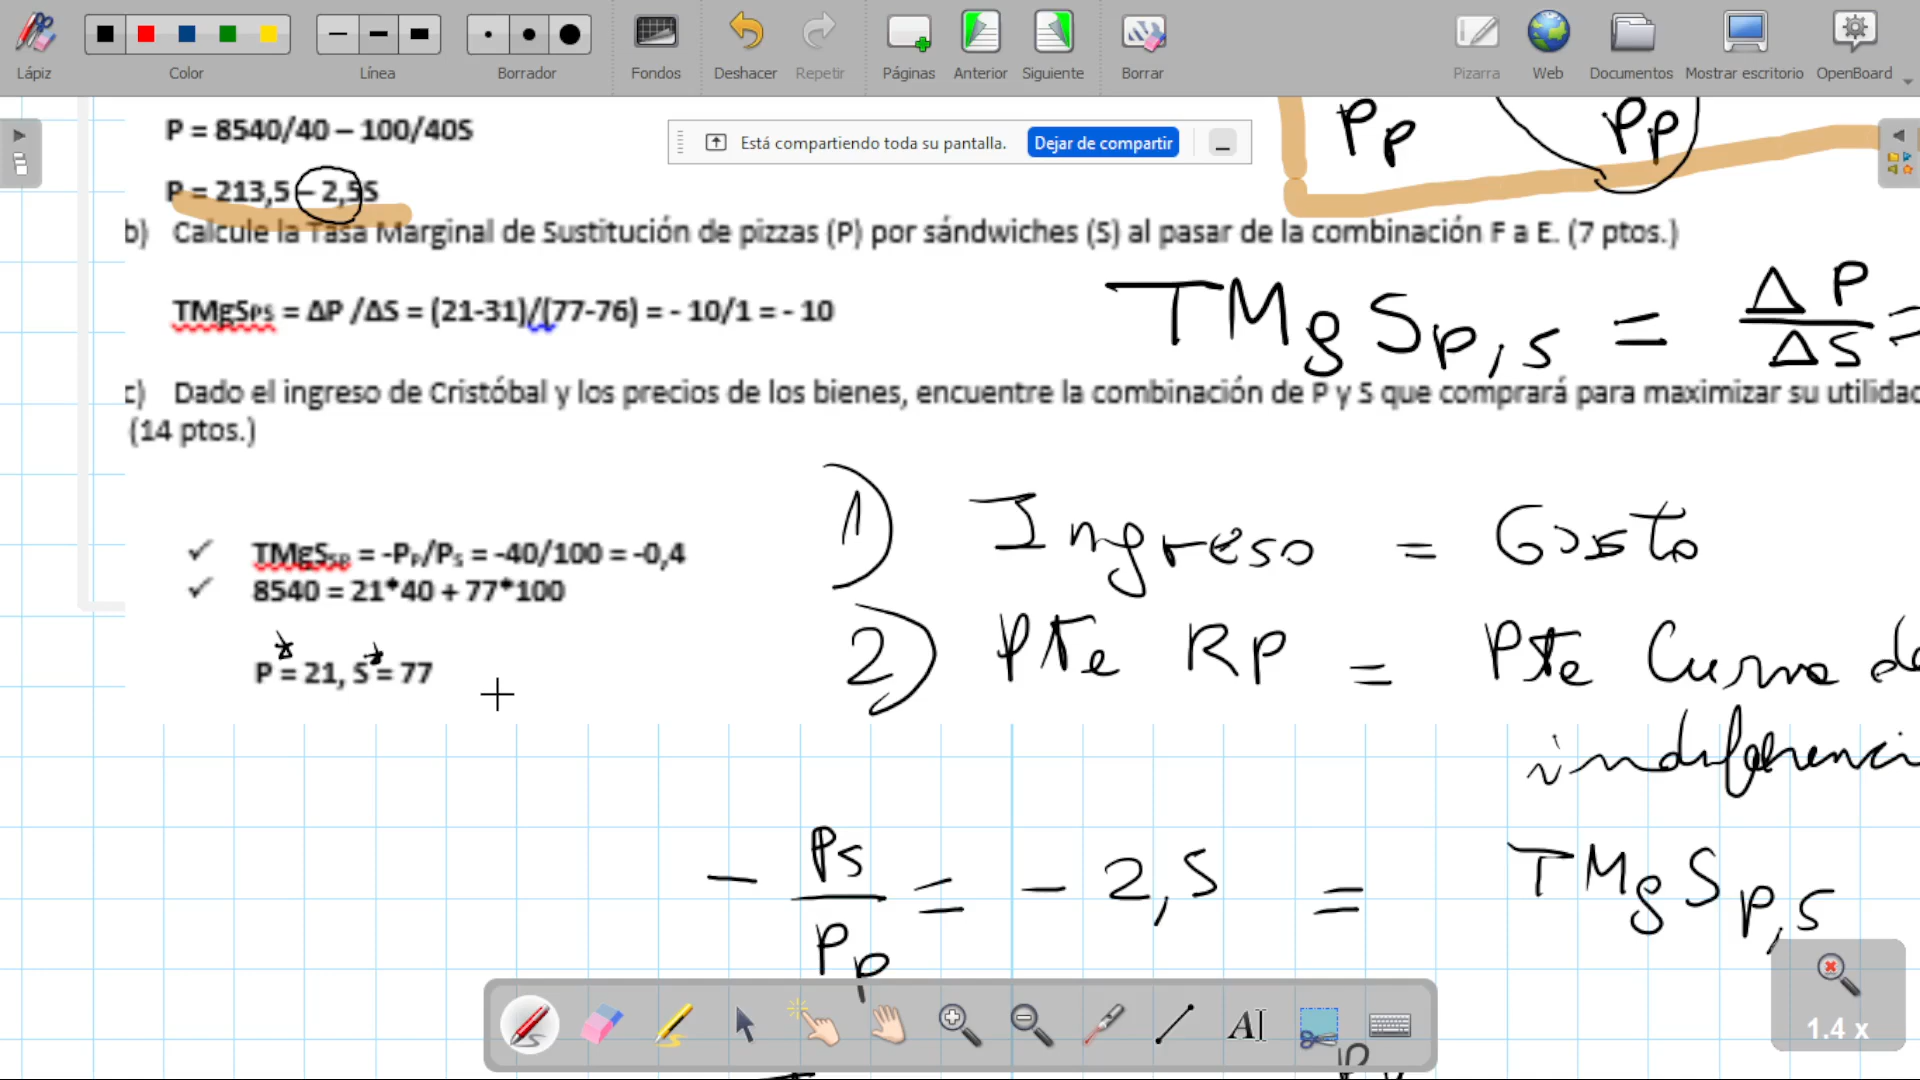 Lápiz
Color
Línea
Borrador
Fondos
Deshacer
Repetir
Páginas
Anterior
Siguiente
Borrar
Pizarra
Web
Documentos
Mostrar escritorio
OpenBoard
Está compartiendo toda su pantalla.
Dejar de compartir
P = 8540/40 – 100/40S
P = 213,5 – 2,5S
Pp
Pp
b) Calcule la Tasa Marginal de Sustitución de pizzas (P) por sándwiches (S) al pasar de la combinación F a E. (7 ptos.)
TMgSPS = ΔP /ΔS = (21-31)/(77-76) = - 10/1 = - 10
TMgSP,S = ΔP/ΔS =
c) Dado el ingreso de Cristóbal y los precios de los bienes, encuentre la combinación de P y S que comprará para maximizar su utilidad
(14 ptos.)
✓ TMgSSP = -PP/PS = -40/100 = -0,4
✓ 8540 = 21*40 + 77*100
P* = 21, S* = 77
1) Ingreso = Gasto
2) Pte RP = Pte Curva de
indiferenci
- Ps/Pp = - 2,5 = TMgSP,S
AI
1.4 x